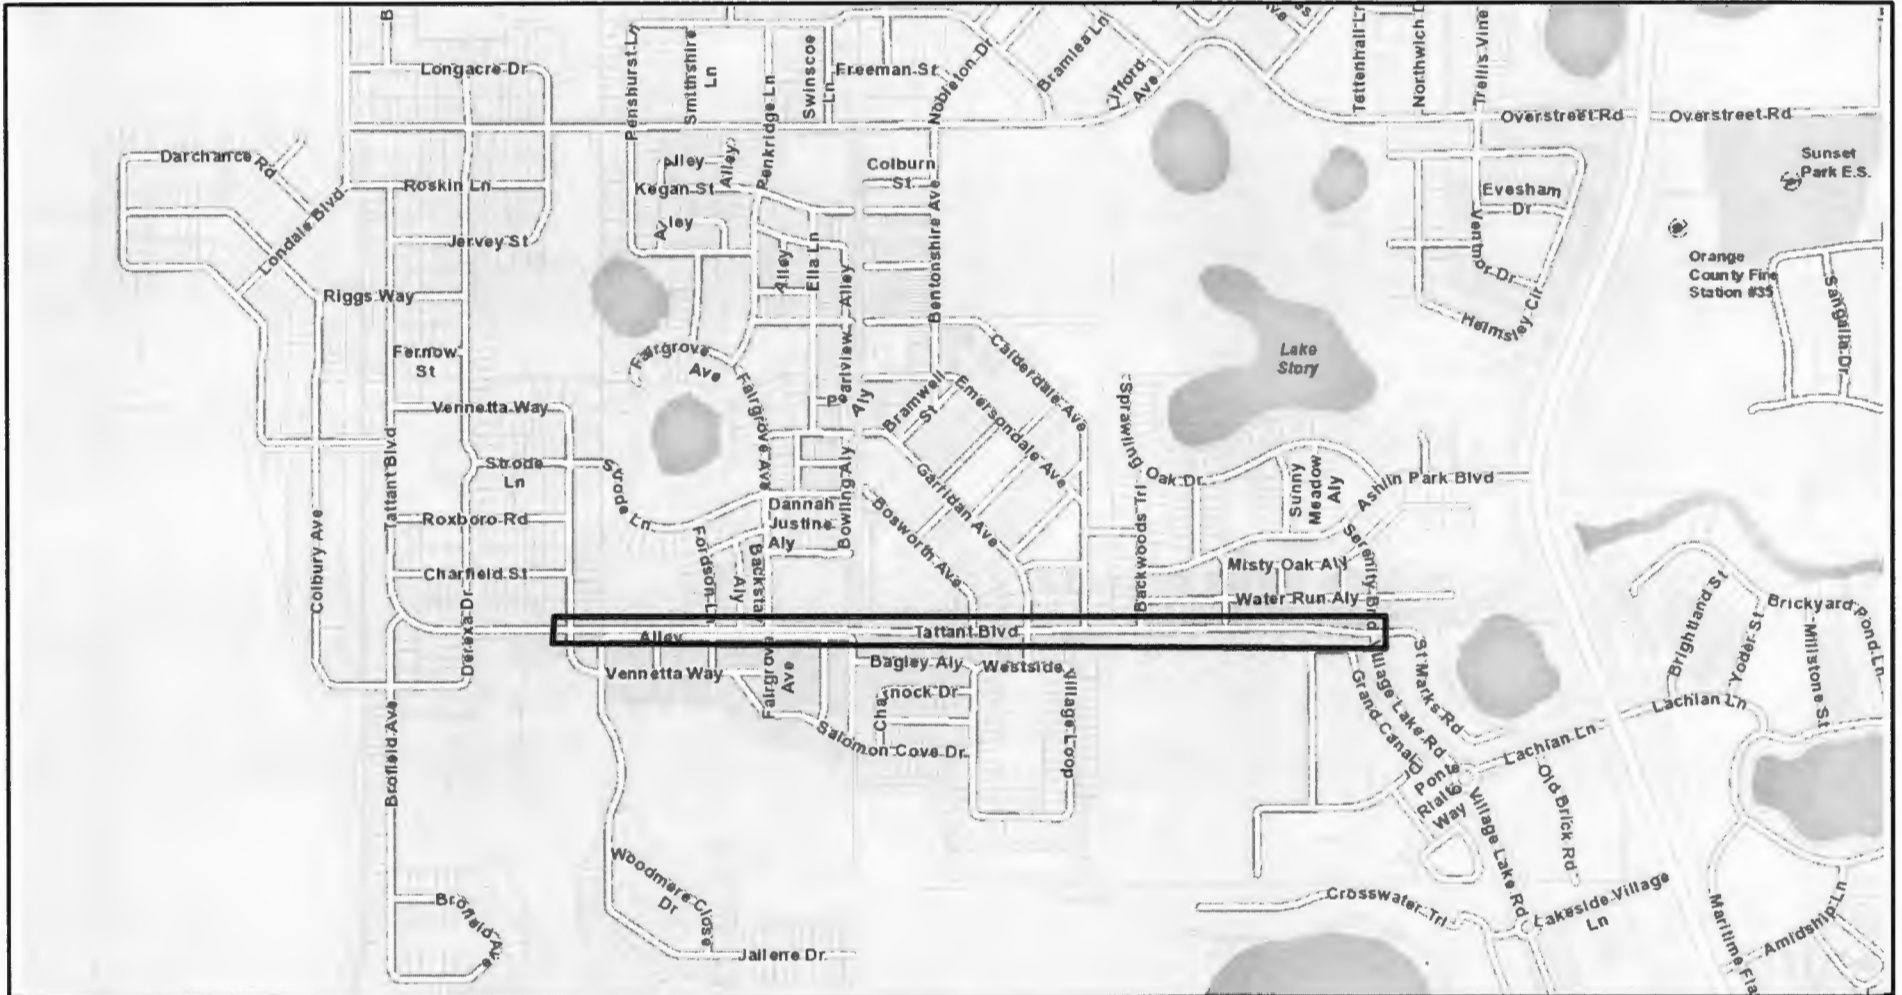 B
Longacre Dr
Penshurst Ln
Smithshire
Ln
Penkridge Ln
Swinscoe
Ln
Freeman St
Nobleton Dr
Bramlea Ln
Ave
Tattenhall Ln
Northwich
Trellis Vine
Overstreet Rd
Overstreet Rd
Darchance Rd
Londale Blvd
Roskin Ln
Jervey St
Riggs Way
Fernow
St
Vennetta Way
Strode
Ln
Strode Ln
Roxboro Rd
Charfield St
Tattant Blvd
Colbury Ave
Derexa Dr
Brofield Ave
Brofield Ave
Alley
Alley
Kegan St
Alley
Alley
Ella Ln
Pearlview Alley
Aly
Colburn
St
Bentonshire Ave
Fairgrove
Ave
Fairgrove Ave
Bramwell
St
Calderdale Ave
Emersondale Ave
Garridan Ave
Bosworth Ave
Bowling Aly
Dannah
Justine
Aly
Fordson Ln
Aly
Tattant Blvd
Alley
Vennetta Way
Fairgrove
Ave
Bagley Aly
Westside
Village Loop
Salomon Cove Dr
Woodmere Close
Dr
Jailene Dr
Lake
Story
Sprawling
Oak Dr
Backwoods Trl
Sunny
Meadow
Aly
Ashlin Park Blvd
Misty Oak Aly
Water Run Aly
Evesham
Dr
Ventnor Dr
Helmsley Cir
Sunset
Park E.S.
Orange
County Fire
Station #35
Sangalla Dr
St Marks Rd
Village Lake Rd
Grand Canal D
Ponte
Rialto
Way
Lachlan Ln
Lachlan Ln
Old Brick Rd
Village Lake Rd
Crosswater Trl
Lakeside Village
Ln
Brightland St
Yoder St
Brickyard Pond Ln
Millstone St
Maritime Fla
Amidship Ln